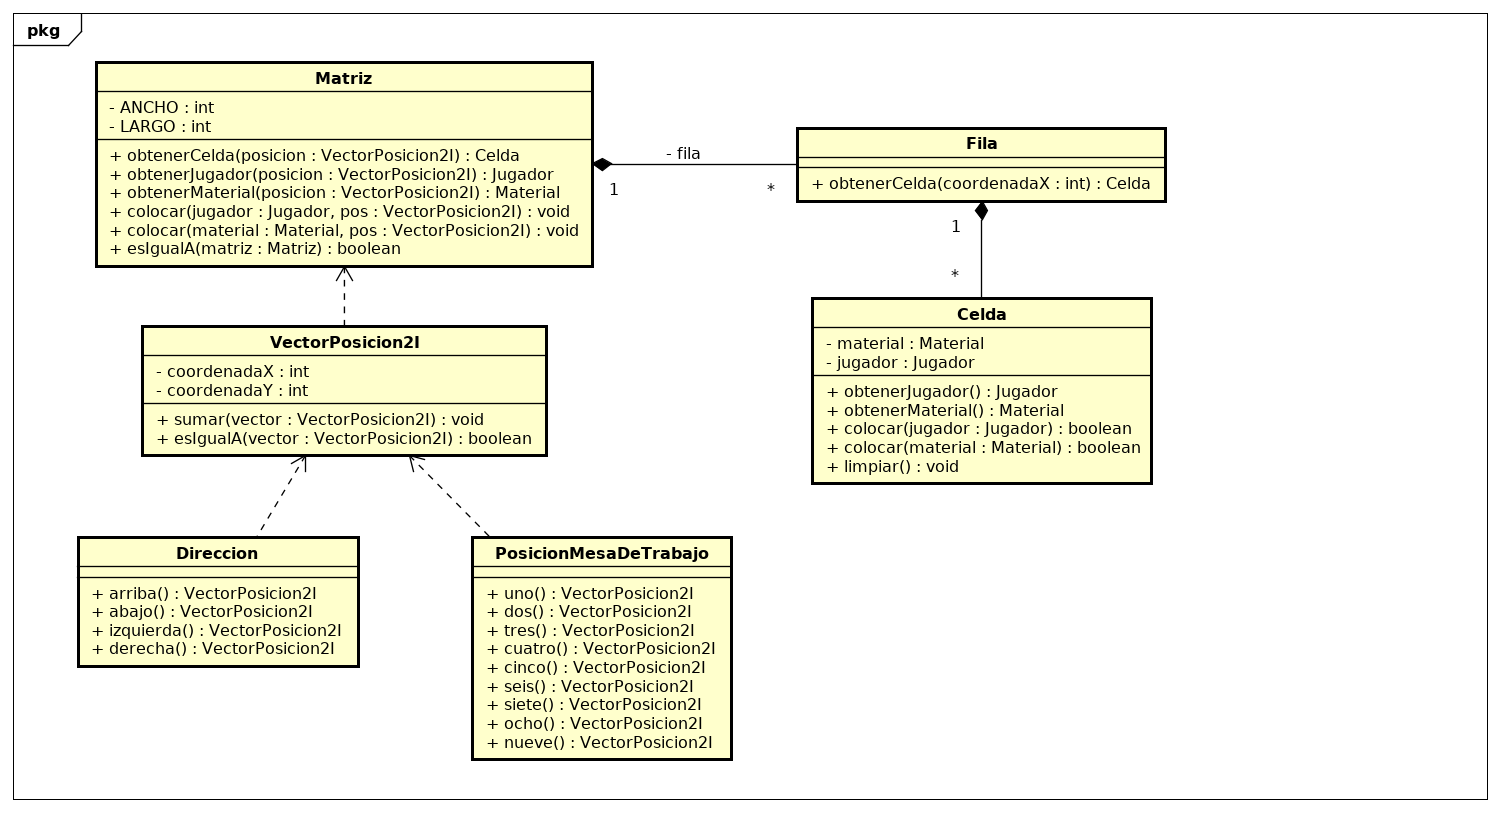 pkg
Matriz
- ANCHO : int
- LARGO : int
+ obtenerCelda(posicion : VectorPosicion2I) : Celda
+ obtenerJugador(posicion : VectorPosicion2I) : Jugador
+ obtenerMaterial(posicion : VectorPosicion2I) : Material
+ colocar(jugador : Jugador, pos : VectorPosicion2I) : void
+ colocar(material : Material, pos : VectorPosicion2I) : void
+ esIgualA(matriz : Matriz) : boolean
- fila
1
*
Fila
+ obtenerCelda(coordenadaX : int) : Celda
1
*
Celda
- material : Material
- jugador : Jugador
+ obtenerJugador() : Jugador
+ obtenerMaterial() : Material
+ colocar(jugador : Jugador) : boolean
+ colocar(material : Material) : boolean
+ limpiar() : void
VectorPosicion2I
- coordenadaX : int
- coordenadaY : int
+ sumar(vector : VectorPosicion2I) : void
+ esIgualA(vector : VectorPosicion2I) : boolean
Direccion
+ arriba() : VectorPosicion2I
+ abajo() : VectorPosicion2I
+ izquierda() : VectorPosicion2I
+ derecha() : VectorPosicion2I
PosicionMesaDeTrabajo
+ uno() : VectorPosicion2I
+ dos() : VectorPosicion2I
+ tres() : VectorPosicion2I
+ cuatro() : VectorPosicion2I
+ cinco() : VectorPosicion2I
+ seis() : VectorPosicion2I
+ siete() : VectorPosicion2I
+ ocho() : VectorPosicion2I
+ nueve() : VectorPosicion2I